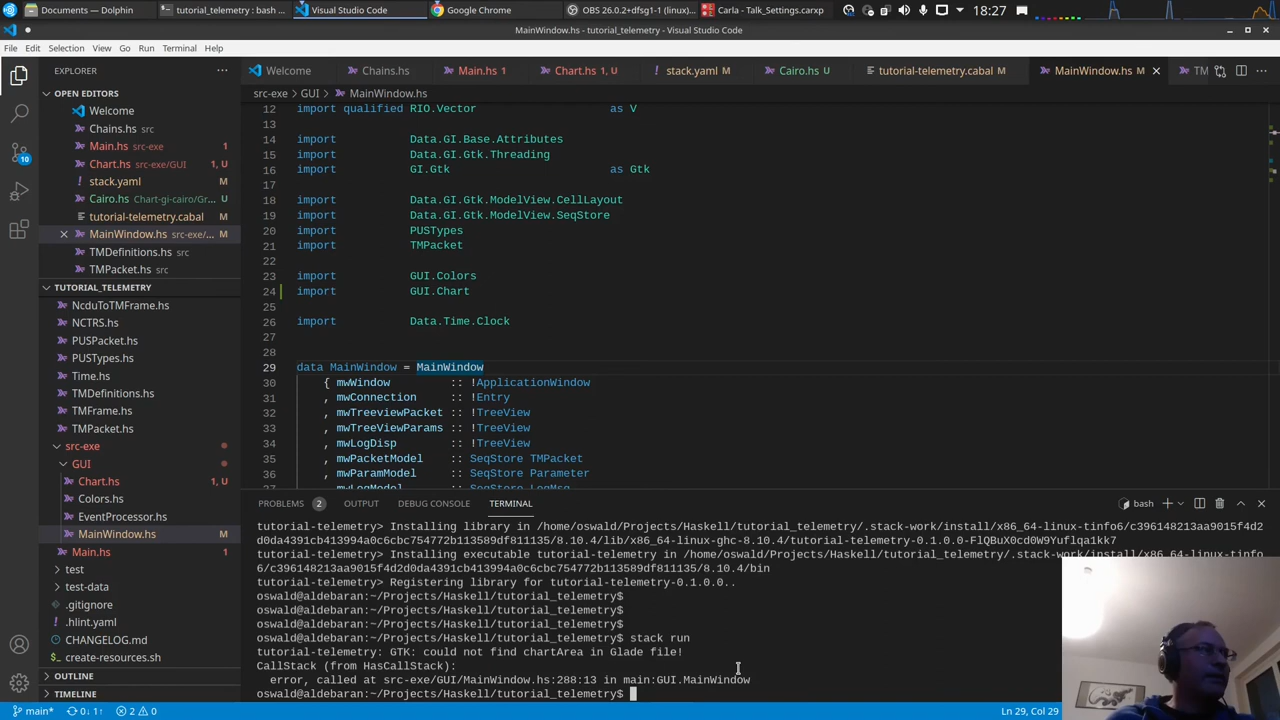 Documents — Dolphin
tutorial_telemetry : bash ...
Visual Studio Code
Google Chrome
OBS 26.0.2+dfsg1-1 (linux)...
Carla - Talk_Settings.carxp
18:27
MainWindow.hs - tutorial_telemetry - Visual Studio Code
File Edit Selection View Go Run Terminal Help
EXPLORER
Welcome Chains.hs Main.hs 1 Chart.hs 1, U stack.yaml M Cairo.hs U tutorial-telemetry.cabal M MainWindow.hs M TM
OPEN EDITORS
src-exe > GUI > MainWindow.hs
Welcome
Chains.hs src
Main.hs src-exe 1
Chart.hs src-exe/GUI 1, U
stack.yaml M
Cairo.hs Chart-gi-cairo/Gr... U
tutorial-telemetry.cabal M
MainWindow.hs src-exe/... M
TMDefinitions.hs src
TMPacket.hs src
TUTORIAL_TELEMETRY
NcduToTMFrame.hs
NCTRS.hs
PUSPacket.hs
PUSTypes.hs
Time.hs
TMDefinitions.hs
TMFrame.hs
TMPacket.hs
src-exe
GUI
Chart.hs 1, U
Colors.hs
EventProcessor.hs
MainWindow.hs M
Main.hs 1
test
test-data
.gitignore
.hlint.yaml
CHANGELOG.md
create-resources.sh
OUTLINE
TIMELINE
10
12 import qualified RIO.Vector as V
13
14 import Data.GI.Base.Attributes
15 import Data.GI.Gtk.Threading
16 import GI.Gtk as Gtk
17
18 import Data.GI.Gtk.ModelView.CellLayout
19 import Data.GI.Gtk.ModelView.SeqStore
20 import PUSTypes
21 import TMPacket
22
23 import GUI.Colors
24 import GUI.Chart
25
26 import Data.Time.Clock
27
28
29 data MainWindow = MainWindow
30 { mwWindow :: !ApplicationWindow
31 , mwConnection :: !Entry
32 , mwTreeviewPacket :: !TreeView
33 , mwTreeviewParams :: !TreeView
34 , mwLogDisp :: !TreeView
35 , mwPacketModel :: SeqStore TMPacket
36 , mwParamModel :: SeqStore Parameter
37 , mwLogModel :: SeqStore LogMsg
PROBLEMS 2 OUTPUT DEBUG CONSOLE TERMINAL
bash
tutorial-telemetry> Installing library in /home/oswald/Projects/Haskell/tutorial_telemetry/.stack-work/install/x86_64-linux-tinfo6/c396148213aa9015f4d2
d0da4391cb413994a0c6cbc754772b113589df811135/8.10.4/lib/x86_64-linux-ghc-8.10.4/tutorial-telemetry-0.1.0.0-FlQBuX0cd0W9Yuflqa1kk7
tutorial-telemetry> Installing executable tutorial-telemetry in /home/oswald/Projects/Haskell/tutorial_telemetry/.stack-work/install/x86_64-linux-tinfo
6/c396148213aa9015f4d2d0da4391cb413994a0c6cbc754772b113589df811135/8.10.4/bin
tutorial-telemetry> Registering library for tutorial-telemetry-0.1.0.0..
oswald@aldebaran:~/Projects/Haskell/tutorial_telemetry$
oswald@aldebaran:~/Projects/Haskell/tutorial_telemetry$
oswald@aldebaran:~/Projects/Haskell/tutorial_telemetry$
oswald@aldebaran:~/Projects/Haskell/tutorial_telemetry$ stack run
tutorial-telemetry: GTK: could not find chartArea in Glade file!
CallStack (from HasCallStack):
error, called at src-exe/GUI/MainWindow.hs:288:13 in main:GUI.MainWindow
oswald@aldebaran:~/Projects/Haskell/tutorial_telemetry$
main* 0↓ 1↑ 2 0
Ln 29, Col 29